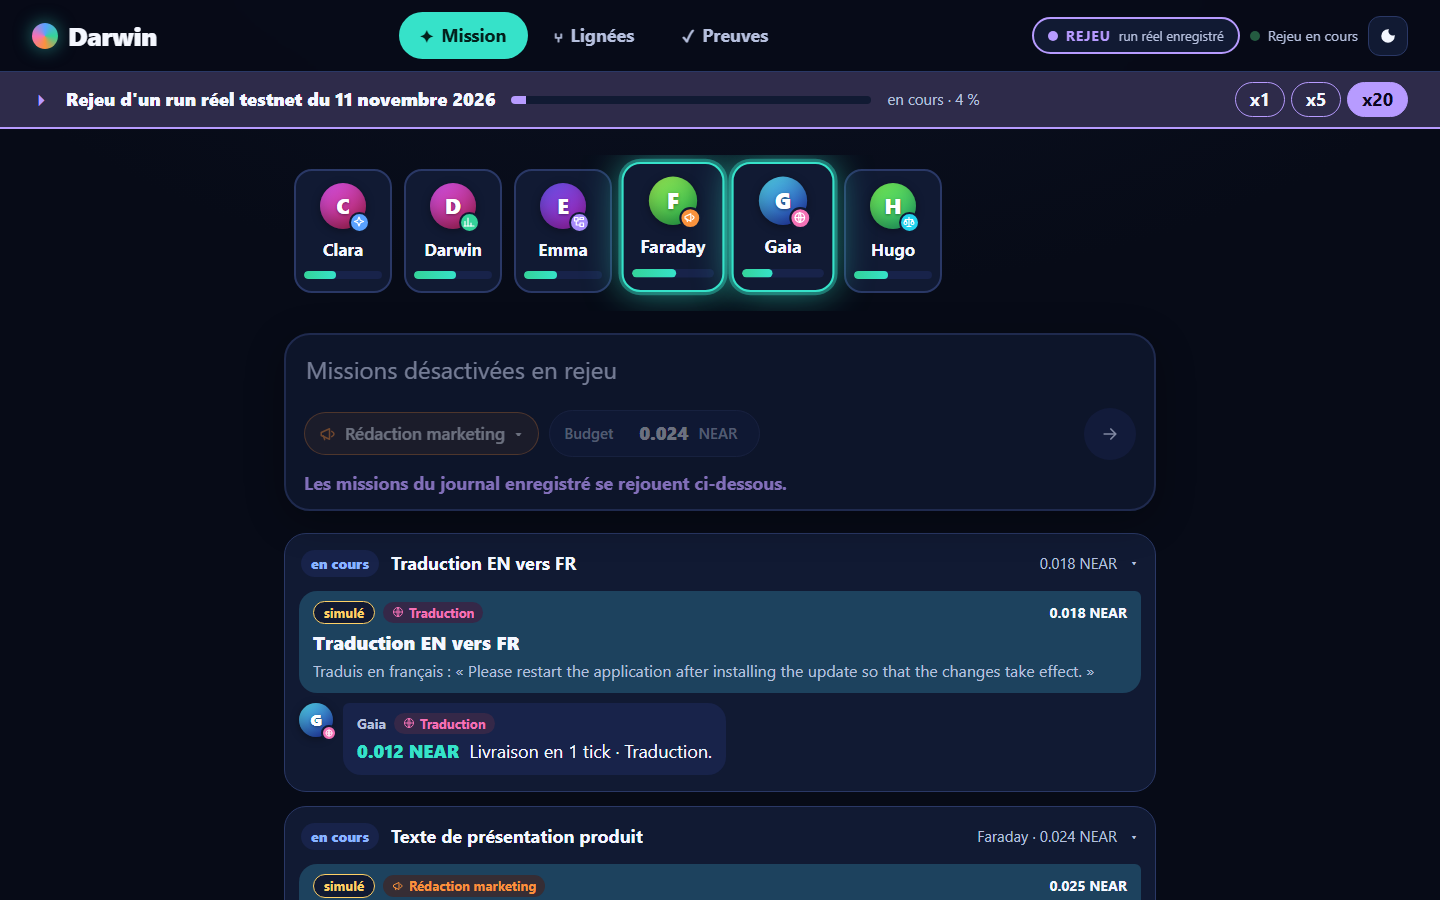 Darwin
Mission
Lignées
Preuves
REJEU run réel enregistré
Rejeu en cours
Rejeu d'un run réel testnet du 11 novembre 2026
en cours · 4 %
x1
x5
x20
C
D
E
F
G
H
Clara
Darwin
Emma
Faraday
Gaia
Hugo
Missions désactivées en rejeu
Rédaction marketing
Budget 0.024 NEAR
Les missions du journal enregistré se rejouent ci-dessous.
en cours Traduction EN vers FR 0.018 NEAR
simulé Traduction 0.018 NEAR
Traduction EN vers FR
Traduis en français : « Please restart the application after installing the update so that the changes take effect. »
G
Gaia Traduction
0.012 NEAR Livraison en 1 tick · Traduction.
en cours Texte de présentation produit Faraday · 0.024 NEAR
simulé Rédaction marketing 0.025 NEAR